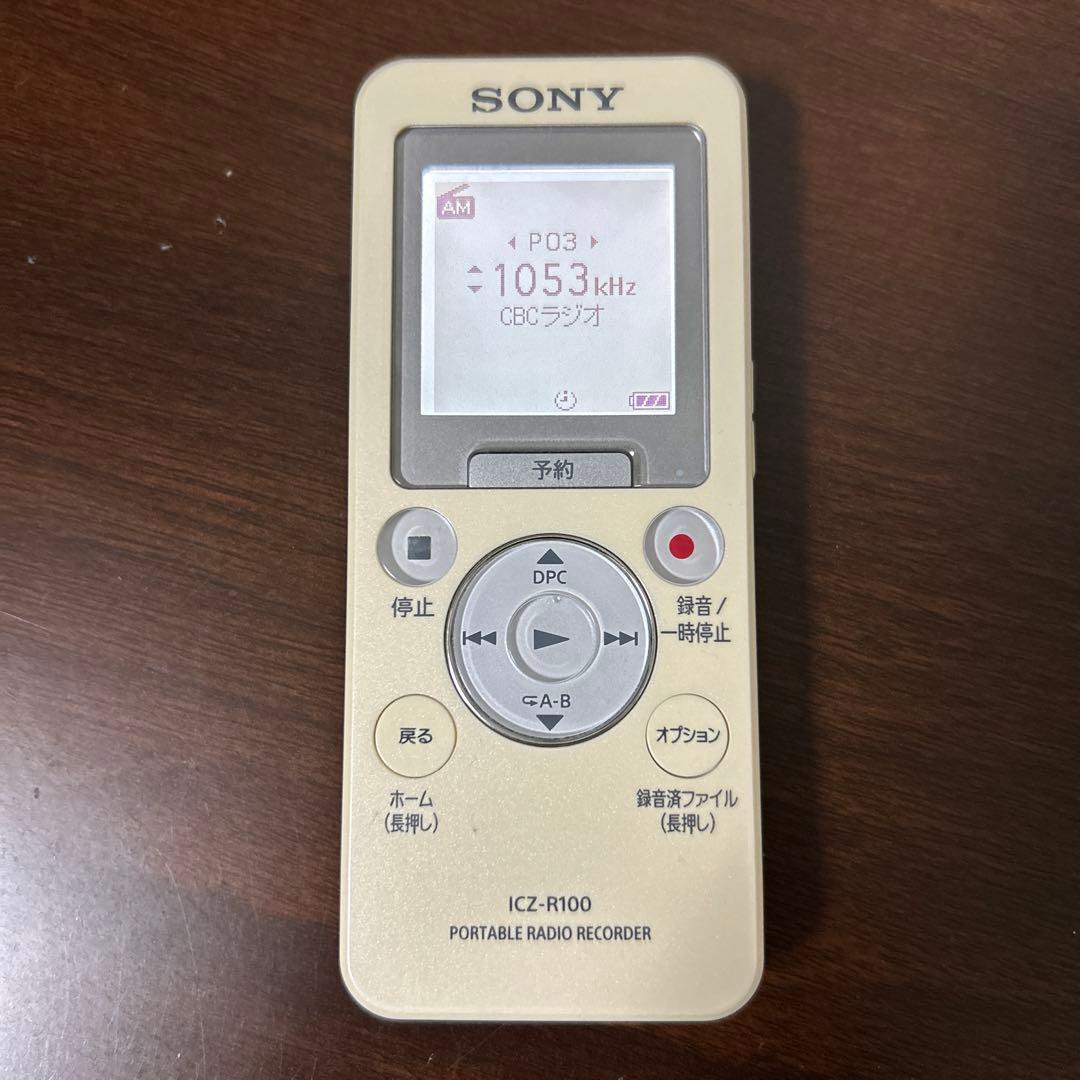 SONY
AM
P03
1053kHz
CBCラジオ
予約
DPC
停止
録音/
一時停止
A-B
戻る
オプション
ホーム
(長押し)
録音済ファイル
(長押し)
ICZ-R100
PORTABLE RADIO RECORDER